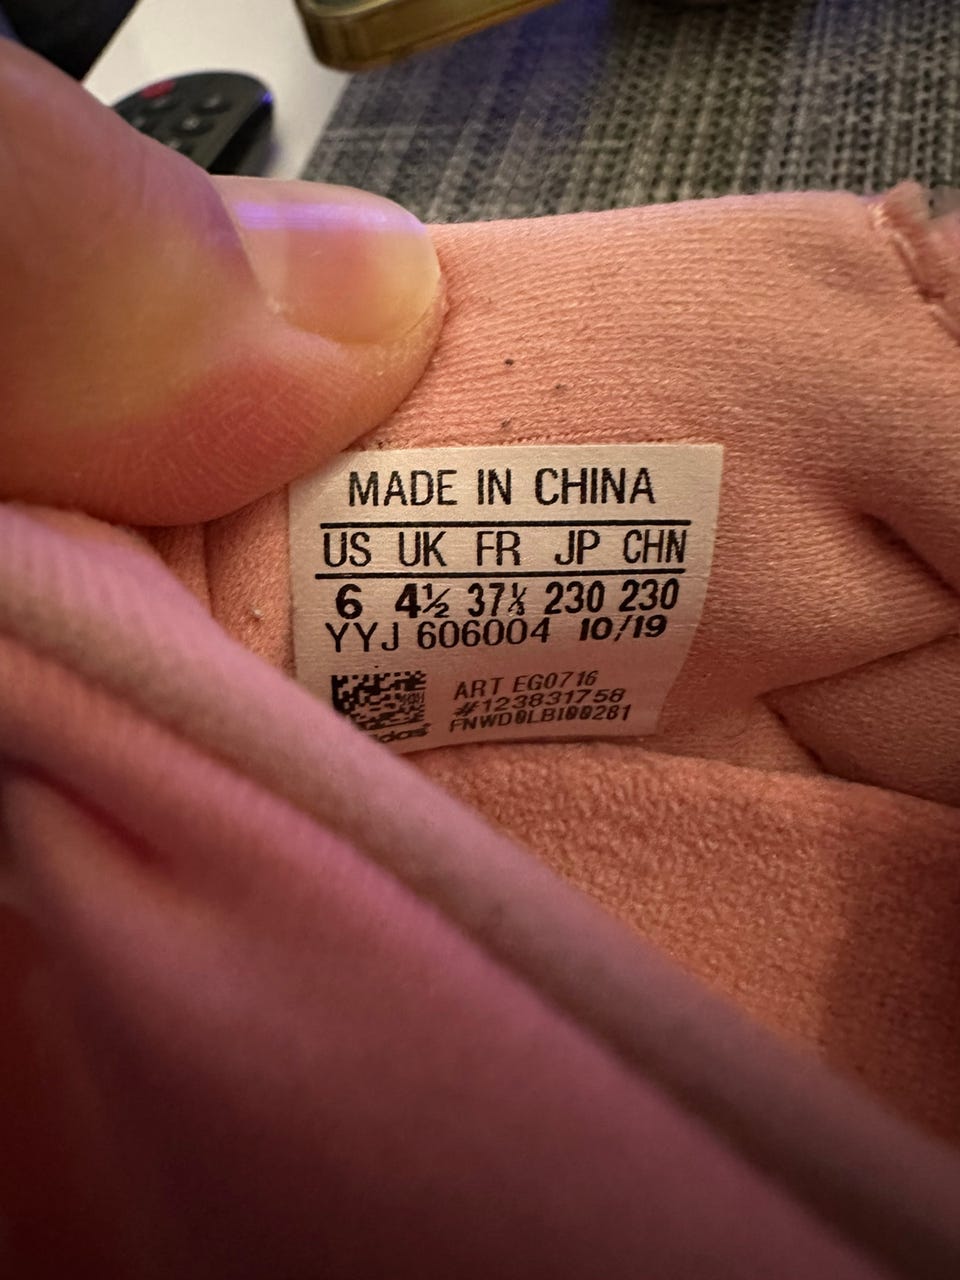 MADE IN CHINA
US UK FR JP CHN
6 4½ 37⅓ 230 230
YYJ 606004 10/19
ART EG0716
#123831758
FNWD0LBI00281